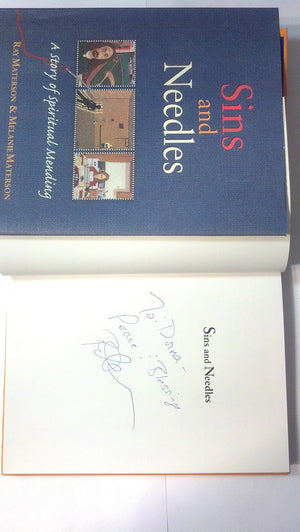 Sins
and
Needles
A Story of Spiritual Mending
RAY MATERSON & MELANIE MATERSON
Sins and Needles
To: Donna -
Peace &
Blessings